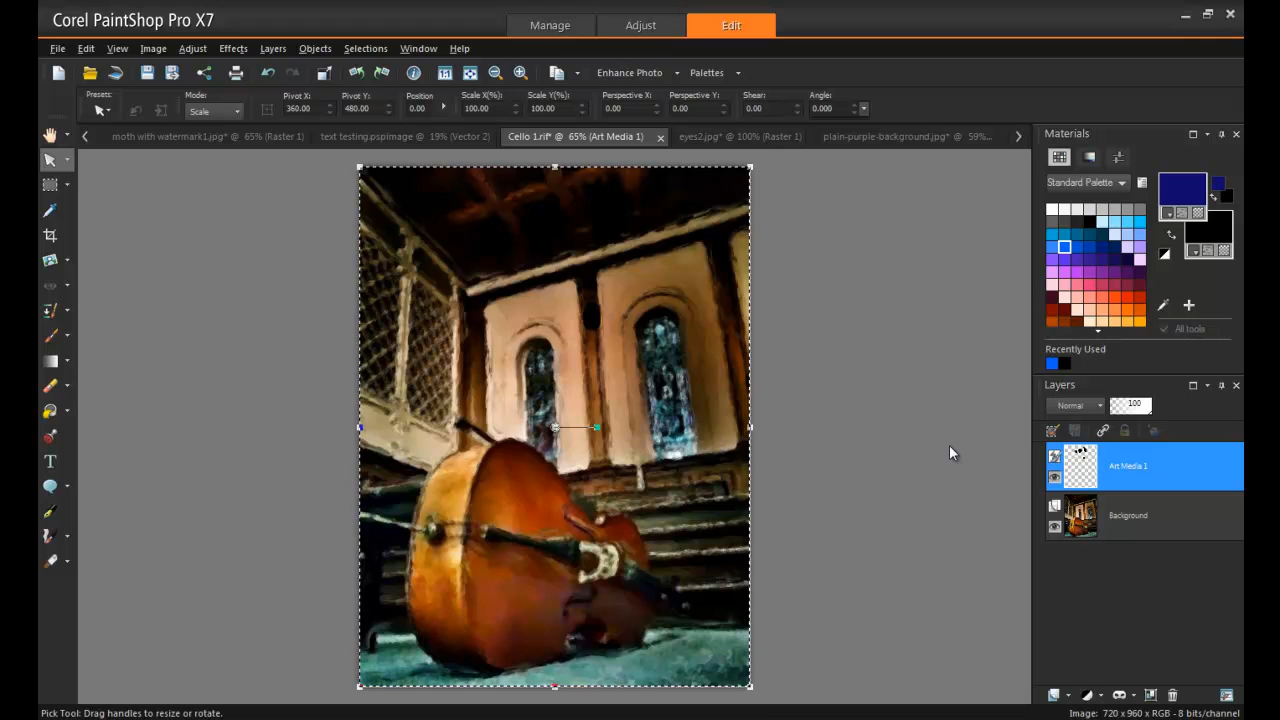 Corel PaintShop Pro X7
Manage
Adjust
Edit
File Edit View Image Adjust Effects Layers Objects Selections Window Help
Enhance Photo
Palettes
Presets:
Mode:
Scale
Pivot X:
360.00
Pivot Y:
480.00
Position
0.00
Scale X(%):
100.00
Scale Y(%):
100.00
Perspective X:
0.00
Perspective Y:
0.00
Shear:
0.00
Angle:
0.000
moth with watermark1.jpg* @ 65% (Raster 1)
text testing.pspimage @ 19% (Vector 2)
Cello 1.rif* @ 65% (Art Media 1)
eyes2.jpg* @ 100% (Raster 1)
plain-purple-background.jpg* @ 59%...
Materials
Standard Palette
All tools
Recently Used
Layers
Normal
100
Art Media 1
Background
Pick Tool: Drag handles to resize or rotate.
Image: 720 x 960 x RGB - 8 bits/channel